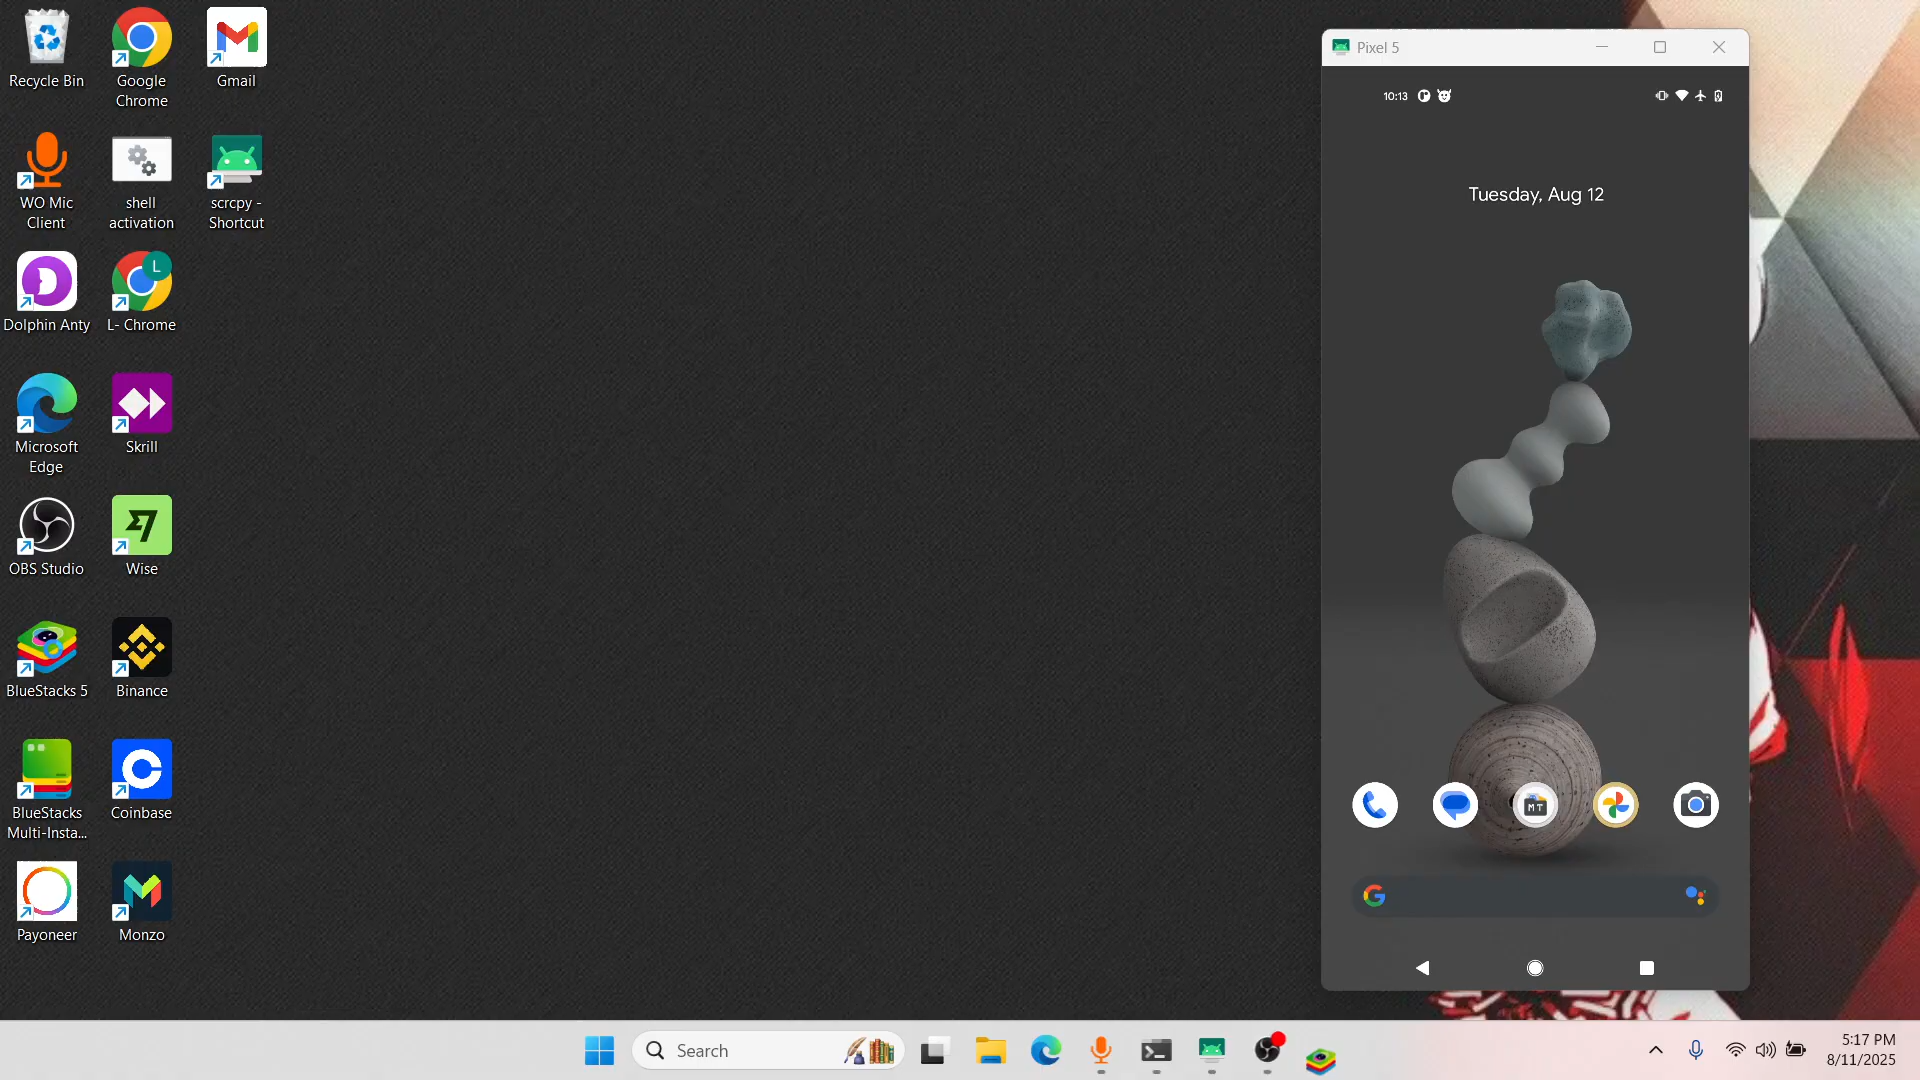 Recycle Bin
Google
Chrome
Gmail
WO Mic
Client
shell
activation
scrcpy -
Shortcut
Dolphin Anty
L
L- Chrome
Microsoft
Edge
Skrill
OBS Studio
Wise
BlueStacks 5
Binance
BlueStacks
Multi-Insta...
Coinbase
Payoneer
Monzo
Pixel 5
10:13
Tuesday, Aug 12
MT
Search
5:17 PM
8/11/2025